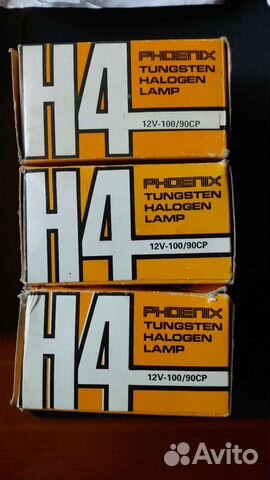 H4
PHOENIX
TUNGSTEN
HALOGEN
LAMP
12V-100/90CP
H4
PHOENIX
TUNGSTEN
HALOGEN
LAMP
12V-100/90CP
H4
PHOENIX
TUNGSTEN
HALOGEN
LAMP
12V-100/90CP
Avito